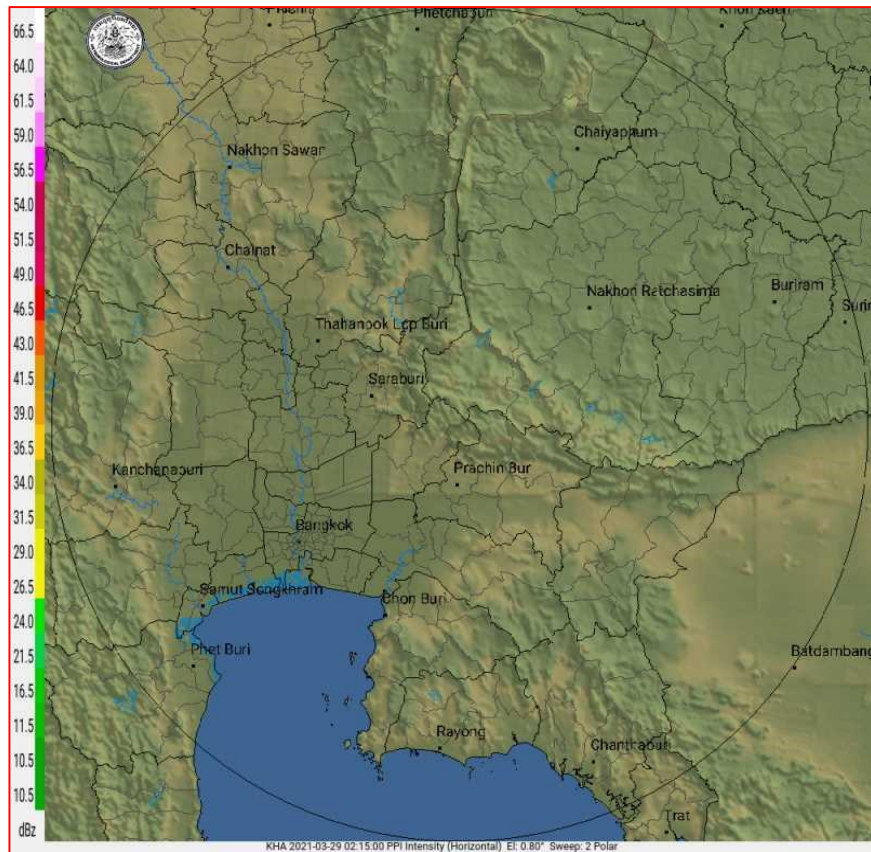 66.5
64.0
61.5
59.0
56.5
54.0
51.5
49.0
46.5
43.0
41.5
39.0
36.5
34.0
31.5
29.0
26.5
24.0
21.5
16.5
11.5
10.5
10.5
dBz
Nakhon Sawan
Chaiyaphum
Chainat
Nakhon Ratchasima
Buriram
Surin
Thahanbok Lop Buri
Saraburi
Kanchanaburi
Prachin Bur
Bangkok
Samut Songkhram
Chon Buri
Phet Buri
Batdambang
Rayong
Chanthaburi
Trat
KHA 2021-03-29 02:15:00 PPI Intensity (Horizontal) El: 0.80° Sweep: 2 Polar